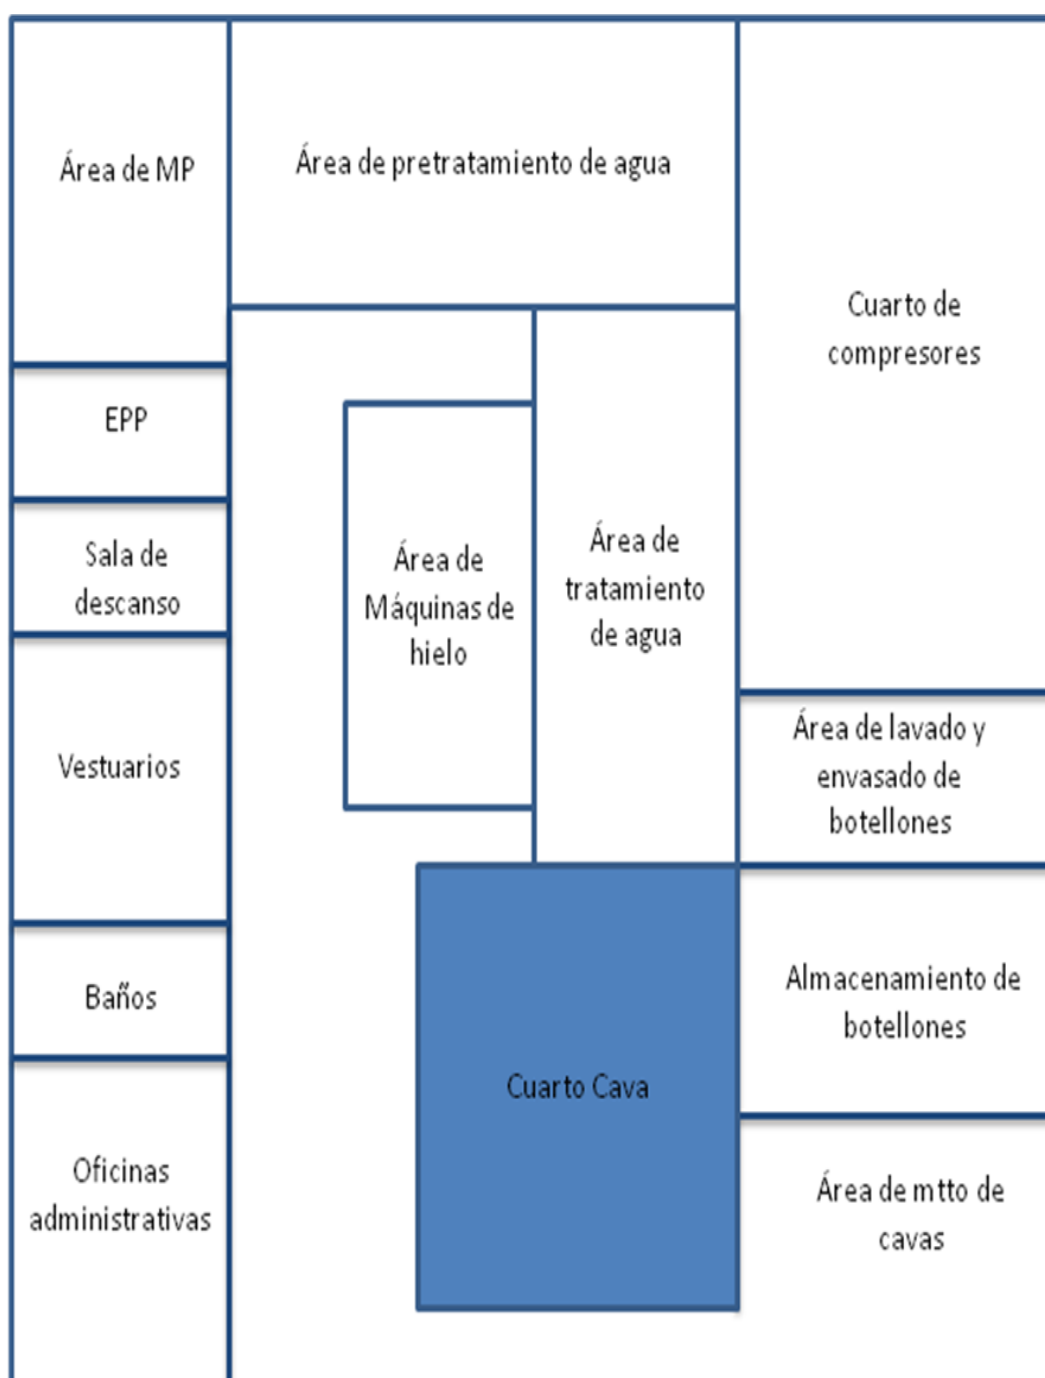 Área de MP
Área de pretratamiento de agua
Cuarto de
compresores
EPP
Sala de
descanso
Área de
Máquinas de
hielo
Área de
tratamiento
de agua
Vestuarios
Área de lavado y
envasado de
botellones
Baños
Almacenamiento de
botellones
Cuarto Cava
Oficinas
administrativas
Área de mtto de
cavas